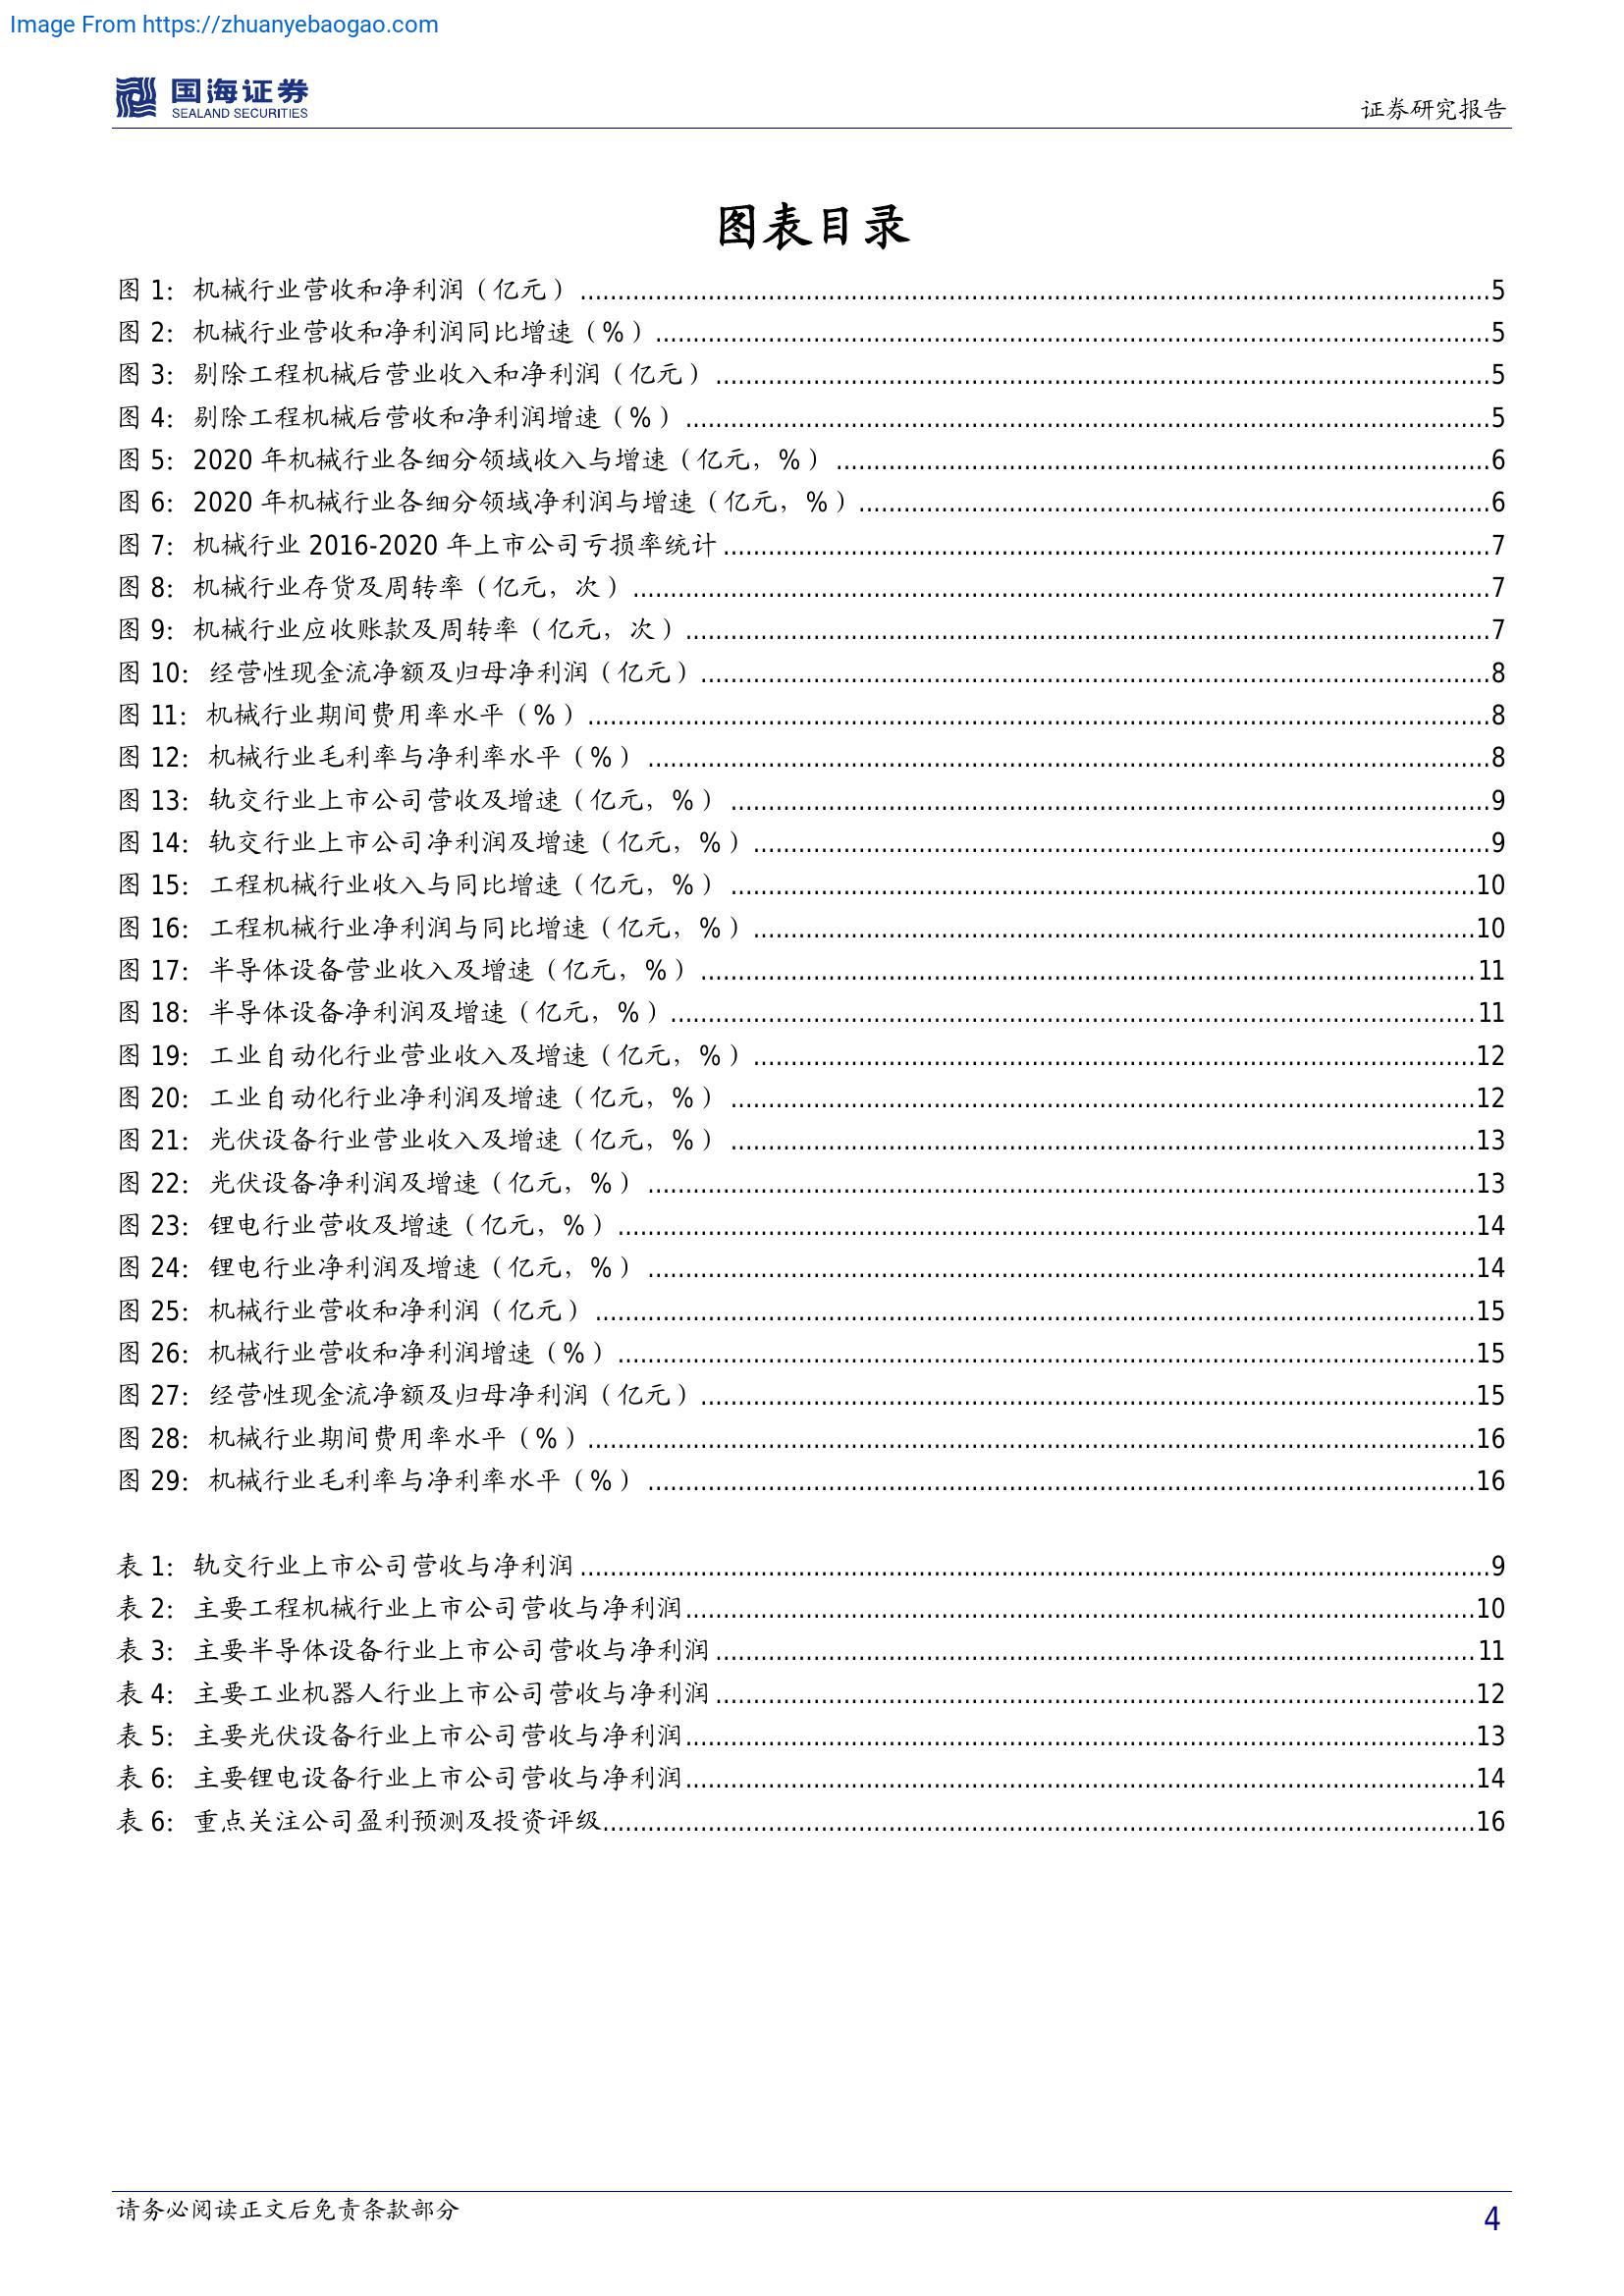 Image From https://zhuanyebaogao.com
国海证券
SEALAND SECURITIES
证券研究报告
图表目录
图 1：机械行业营收和净利润（亿元）5
图 2：机械行业营收和净利润同比增速（%）5
图 3：剔除工程机械后营业收入和净利润（亿元）5
图 4：剔除工程机械后营收和净利润增速（%）5
图 5：2020 年机械行业各细分领域收入与增速（亿元，%）6
图 6：2020 年机械行业各细分领域净利润与增速（亿元，%）6
图 7：机械行业 2016-2020 年上市公司亏损率统计7
图 8：机械行业存货及周转率（亿元，次）7
图 9：机械行业应收账款及周转率（亿元，次）7
图 10：经营性现金流净额及归母净利润（亿元）8
图 11：机械行业期间费用率水平（%）8
图 12：机械行业毛利率与净利率水平（%）8
图 13：轨交行业上市公司营收及增速（亿元，%）9
图 14：轨交行业上市公司净利润及增速（亿元，%）9
图 15：工程机械行业收入与同比增速（亿元，%）10
图 16：工程机械行业净利润与同比增速（亿元，%）10
图 17：半导体设备营业收入及增速（亿元，%）11
图 18：半导体设备净利润及增速（亿元，%）11
图 19：工业自动化行业营业收入及增速（亿元，%）12
图 20：工业自动化行业净利润及增速（亿元，%）12
图 21：光伏设备行业营业收入及增速（亿元，%）13
图 22：光伏设备净利润及增速（亿元，%）13
图 23：锂电行业营收及增速（亿元，%）14
图 24：锂电行业净利润及增速（亿元，%）14
图 25：机械行业营收和净利润（亿元）15
图 26：机械行业营收和净利润增速（%）15
图 27：经营性现金流净额及归母净利润（亿元）15
图 28：机械行业期间费用率水平（%）16
图 29：机械行业毛利率与净利率水平（%）16
表 1：轨交行业上市公司营收与净利润9
表 2：主要工程机械行业上市公司营收与净利润10
表 3：主要半导体设备行业上市公司营收与净利润11
表 4：主要工业机器人行业上市公司营收与净利润12
表 5：主要光伏设备行业上市公司营收与净利润13
表 6：主要锂电设备行业上市公司营收与净利润14
表 6：重点关注公司盈利预测及投资评级16
请务必阅读正文后免责条款部分
4